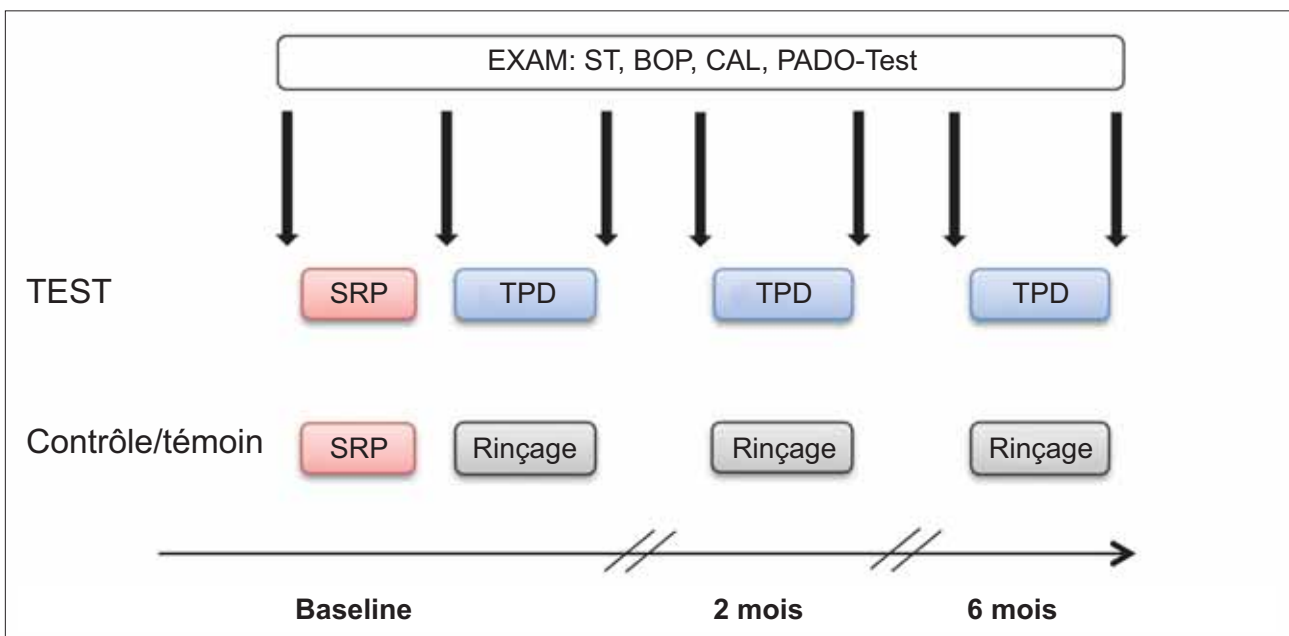 EXAM: ST, BOP, CAL, PADO-Test
TEST
SRP
TPD
TPD
TPD
Contrôle/témoin
SRP
Rinçage
Rinçage
Rinçage
Baseline
2 mois
6 mois